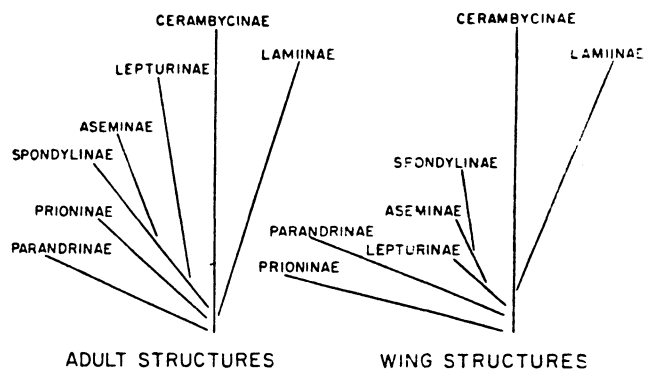 CERAMBYCINAE
LAMIINAE
LEPTURINAE
ASEMINAE
SPONDYLINAE
PRIONINAE
PARANDRINAE
ADULT STRUCTURES
CERAMBYCINAE
LAMIINAE
SPONDYLINAE
ASEMINAE
PARANDRINAE
LEPTURINAE
PRIONINAE
WING STRUCTURES